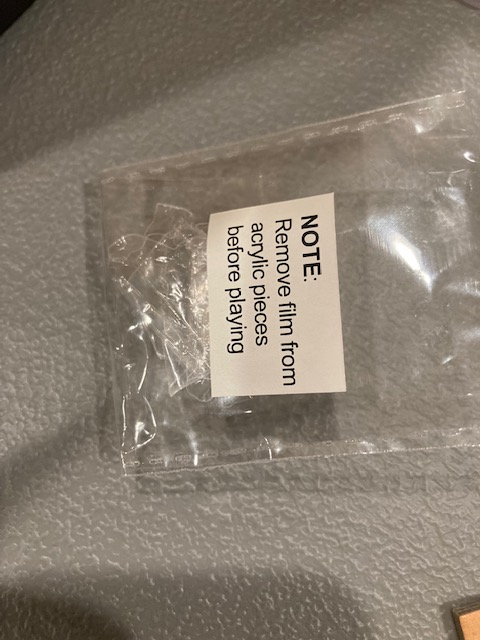 NOTE:
Remove film from
acrylic pieces
before playing